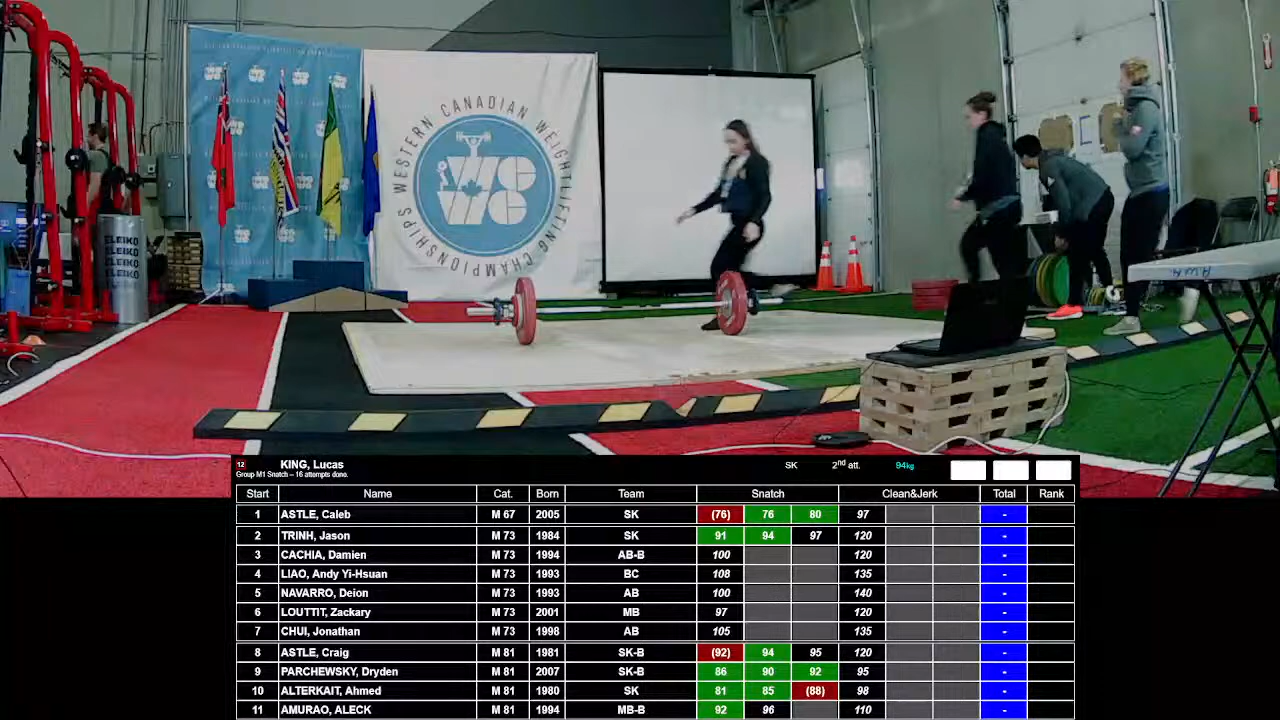 WESTERN CANADIAN WEIGHTLIFTING CHAMPIONSHIPS
WC
WC
ELEIKO
ELEIKO
ELEIKO
ELEIKO
12 KING, Lucas SK 2nd att. 94kg
Group M1 Snatch – 16 attempts done.
Start Name Cat. Born Team Snatch Clean&Jerk Total Rank
1 ASTLE, Caleb M 67 2005 SK (76) 76 80 97 -
2 TRINH, Jason M 73 1984 SK 91 94 97 120 -
3 CACHIA, Damien M 73 1994 AB-B 100 120 -
4 LIAO, Andy Yi-Hsuan M 73 1993 BC 108 135 -
5 NAVARRO, Deion M 73 1993 AB 100 140 -
6 LOUTTIT, Zackary M 73 2001 MB 97 120 -
7 CHUI, Jonathan M 73 1998 AB 105 135 -
8 ASTLE, Craig M 81 1981 SK-B (92) 94 95 120 -
9 PARCHEWSKY, Dryden M 81 2007 SK-B 86 90 92 95 -
10 ALTERKAIT, Ahmed M 81 1980 SK 81 85 (88) 98 -
11 AMURAO, ALECK M 81 1994 MB-B 92 96 110 -